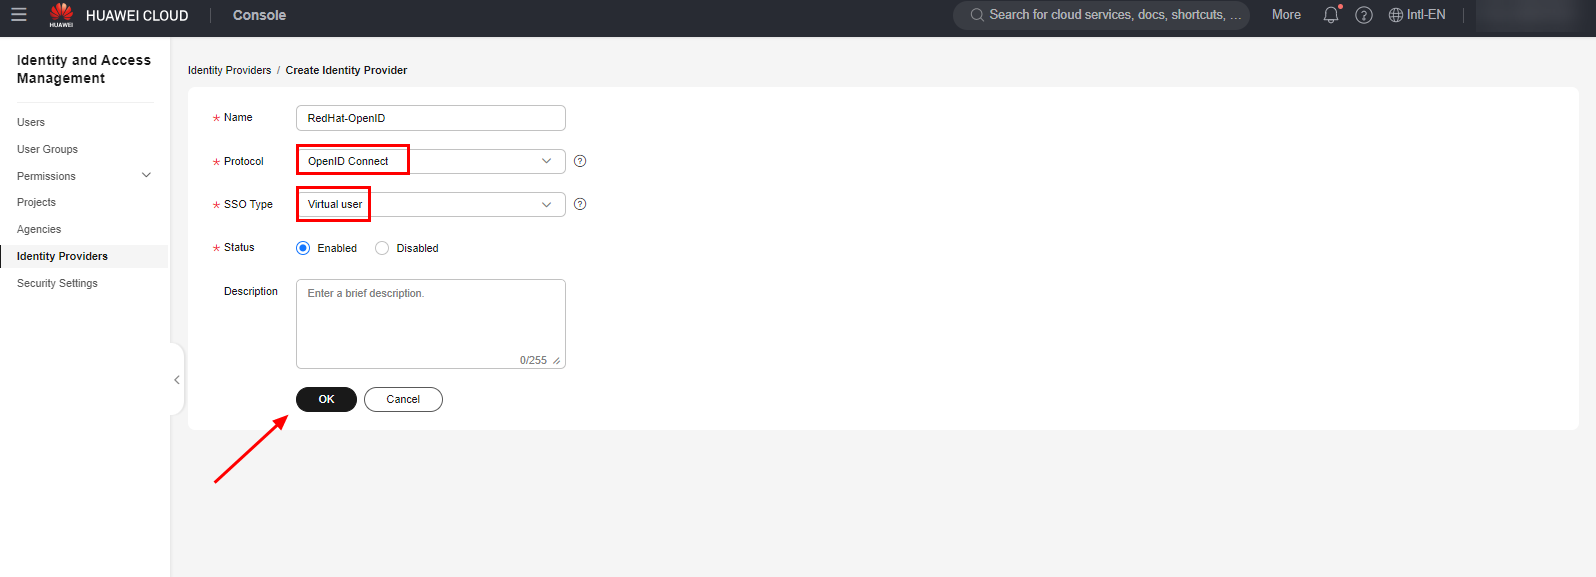 HUAWEI
HUAWEI CLOUD
Console
Search for cloud services, docs, shortcuts, ...
More
?
Intl-EN
Identity and Access
Management
Users
User Groups
Permissions
Projects
Agencies
Identity Providers
Security Settings
Identity Providers / Create Identity Provider
* Name RedHat-OpenID
* Protocol OpenID Connect ?
* SSO Type Virtual user ?
* Status Enabled Disabled
Description Enter a brief description.
0/255
OK Cancel